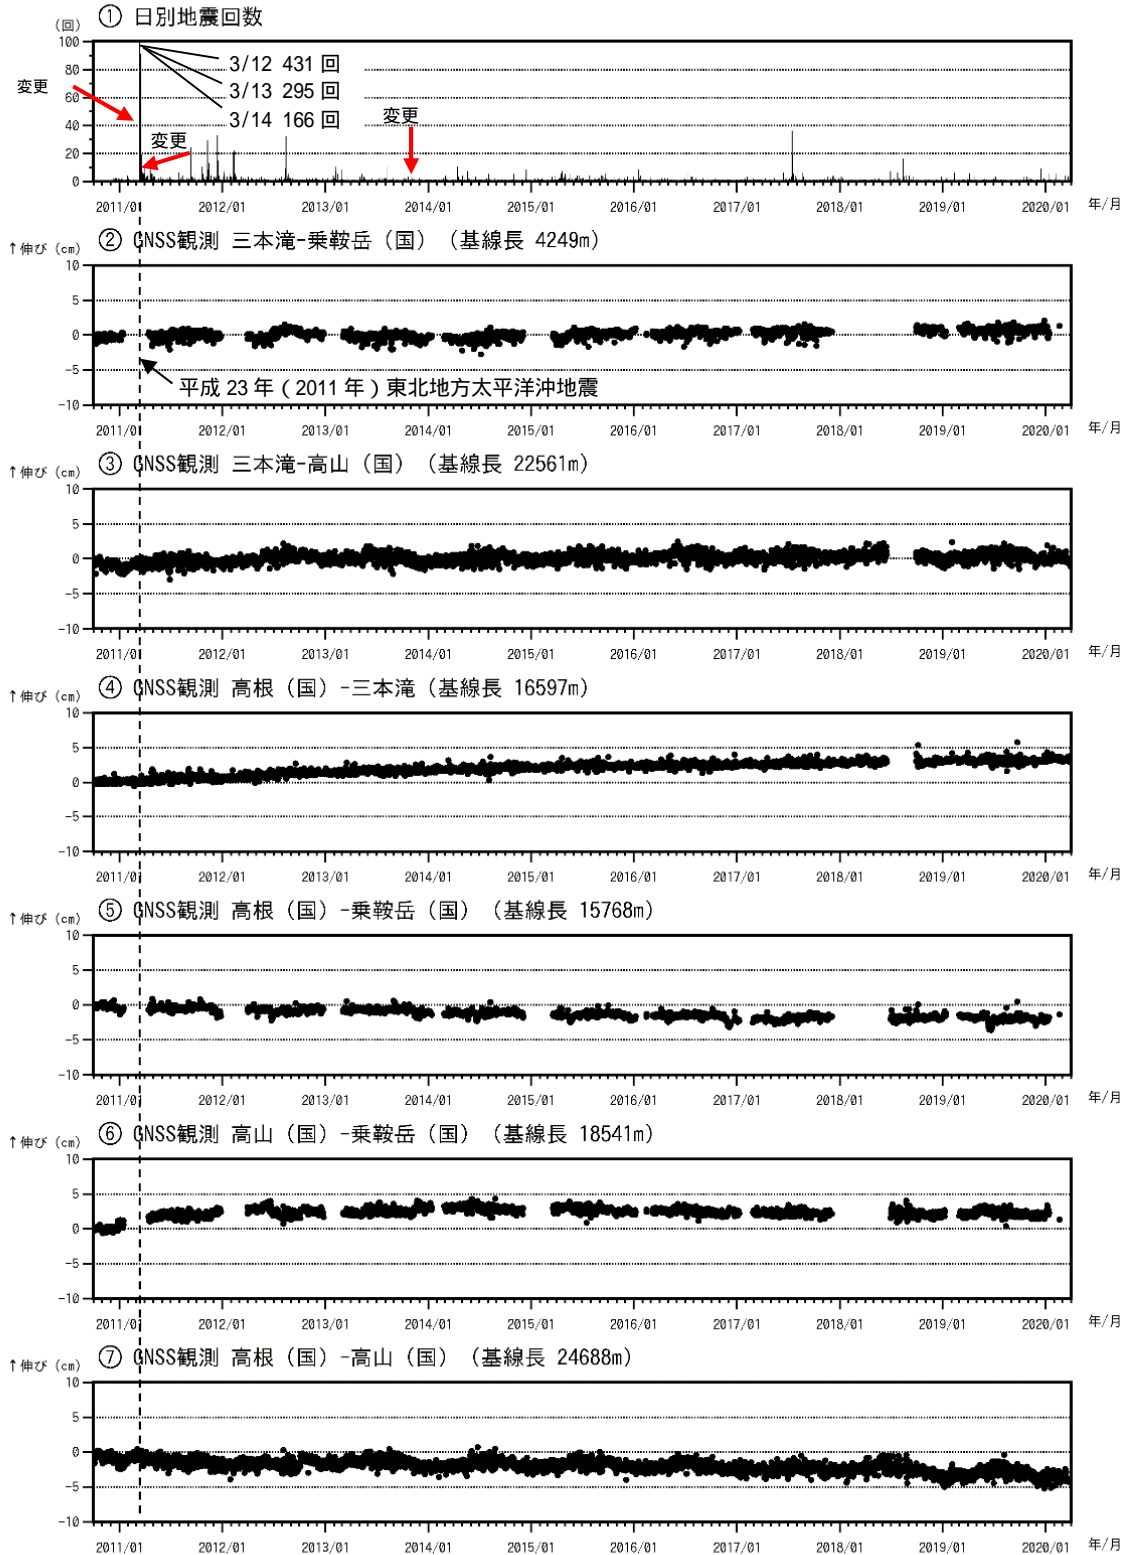 ① 日別地震回数
(回)
100
80
60
40
20
0
変更
3/12 431 回
3/13 295 回
3/14 166 回
変更
変更
2011/01 2012/01 2013/01 2014/01 2015/01 2016/01 2017/01 2018/01 2019/01 2020/01 年/月
↑伸び (cm) ② GNSS観測 三本滝-乗鞍岳（国）（基線長 4249m）
10
5
0
-5
-10
平成 23 年 ( 2011 年 ) 東北地方太平洋沖地震
2011/01 2012/01 2013/01 2014/01 2015/01 2016/01 2017/01 2018/01 2019/01 2020/01 年/月
↑伸び (cm) ③ GNSS観測 三本滝-高山（国）（基線長 22561m）
10
5
0
-5
-10
2011/01 2012/01 2013/01 2014/01 2015/01 2016/01 2017/01 2018/01 2019/01 2020/01 年/月
↑伸び (cm) ④ GNSS観測 高根（国）-三本滝（基線長 16597m）
10
5
0
-5
-10
2011/01 2012/01 2013/01 2014/01 2015/01 2016/01 2017/01 2018/01 2019/01 2020/01 年/月
↑伸び (cm) ⑤ GNSS観測 高根（国）-乗鞍岳（国）（基線長 15768m）
10
5
0
-5
-10
2011/01 2012/01 2013/01 2014/01 2015/01 2016/01 2017/01 2018/01 2019/01 2020/01 年/月
↑伸び (cm) ⑥ GNSS観測 高山（国）-乗鞍岳（国）（基線長 18541m）
10
5
0
-5
-10
2011/01 2012/01 2013/01 2014/01 2015/01 2016/01 2017/01 2018/01 2019/01 2020/01 年/月
↑伸び (cm) ⑦ GNSS観測 高根（国）-高山（国）（基線長 24688m）
10
5
0
-5
-10
2011/01 2012/01 2013/01 2014/01 2015/01 2016/01 2017/01 2018/01 2019/01 2020/01 年/月